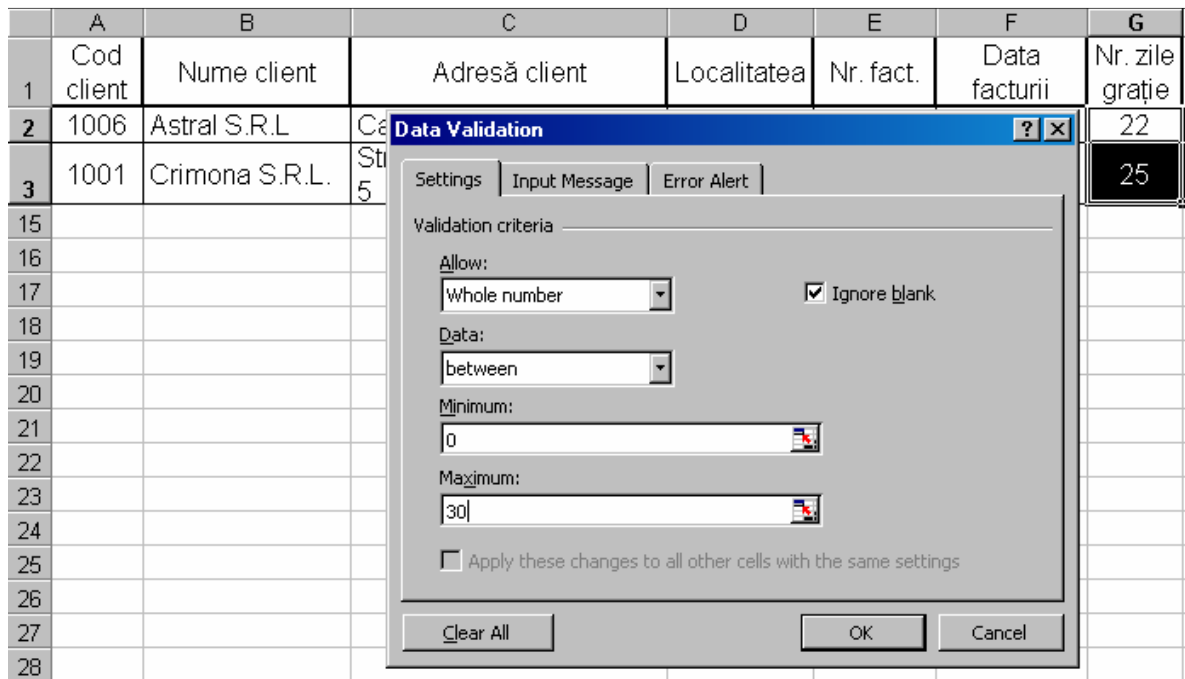 A B C D E F G
1 Cod client Nume client Adresă client Localitatea Nr. fact. Data facturii Nr. zile grație
2 1006 Astral S.R.L Ca 22
3 1001 Crimona S.R.L. Str 5 25
Data Validation
Settings Input Message Error Alert
Validation criteria
Allow:
Whole number Ignore blank
Data:
between
Minimum:
0
Maximum:
30
Apply these changes to all other cells with the same settings
Clear All OK Cancel
15
16
17
18
19
20
21
22
23
24
25
26
27
28